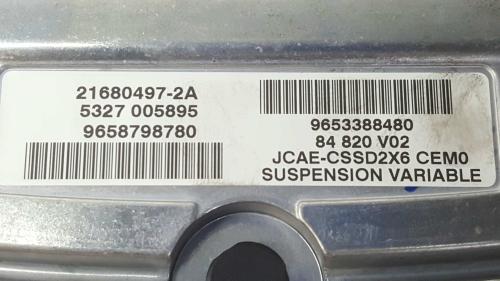 21680497-2A
5327 005895
9658798780
9653388480
84 820 V02
JCAE-CSSD2X6 CEM0
SUSPENSION VARIABLE